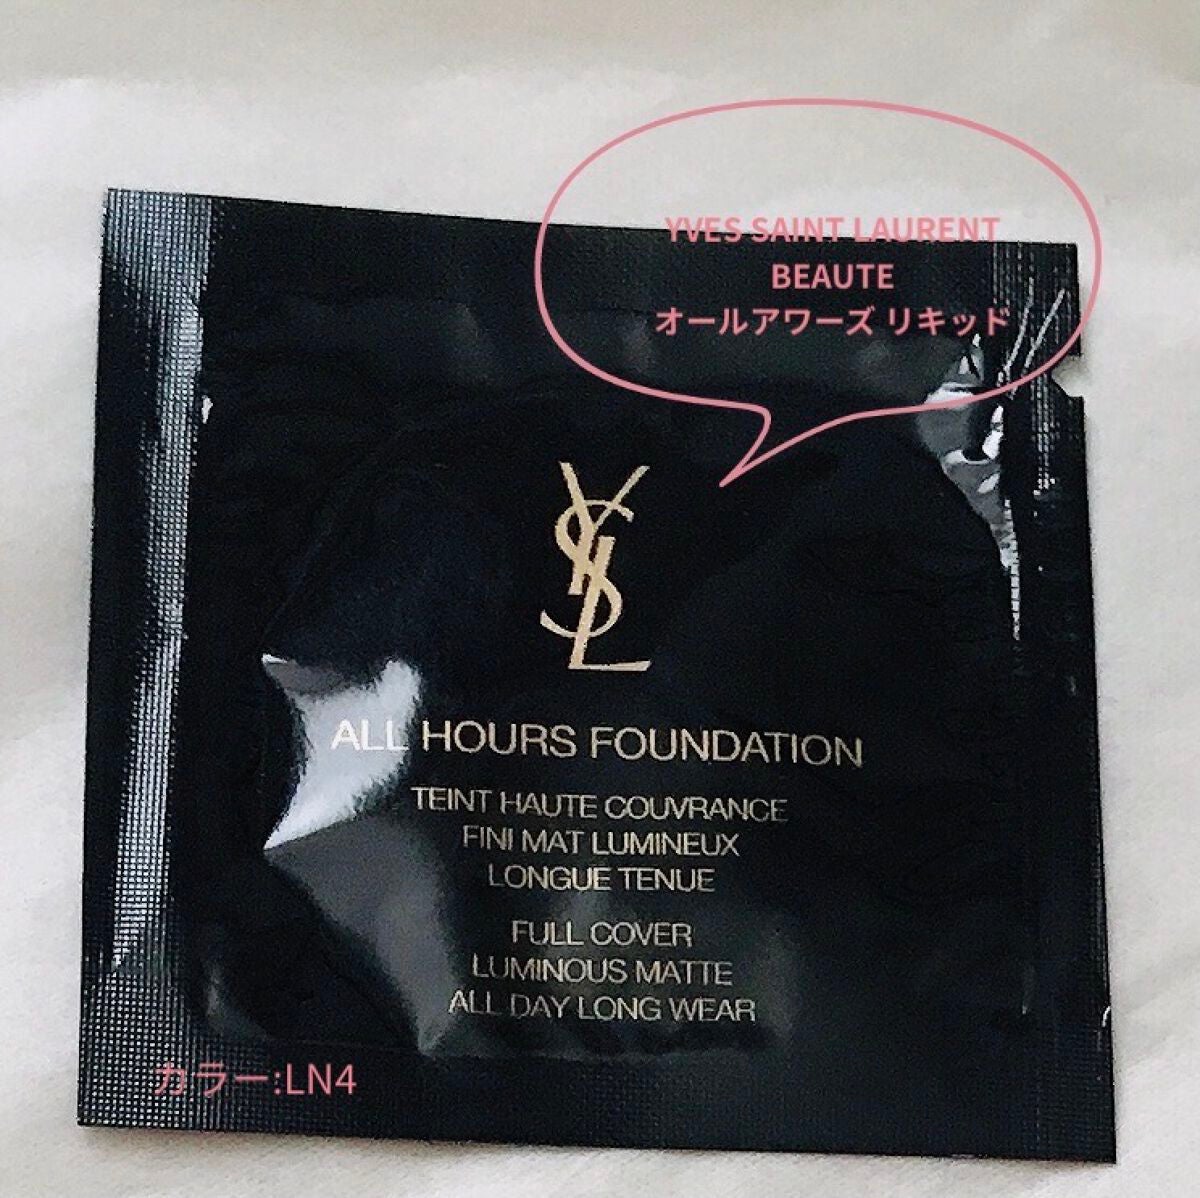 YVES SAINT LAURENT
BEAUTE
オールアワーズ リキッド
YSL
ALL HOURS FOUNDATION
TEINT HAUTE COUVRANCE
FINI MAT LUMINEUX
LONGUE TENUE
FULL COVER
LUMINOUS MATTE
ALL DAY LONG WEAR
カラー:LN4